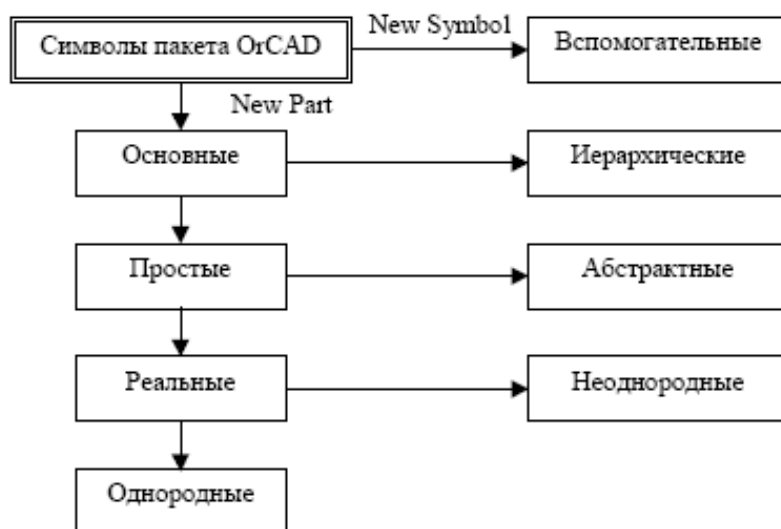 Символы пакета OrCAD
New Symbol
Вспомогательные
New Part
Основные
Иерархические
Простые
Абстрактные
Реальные
Неоднородные
Однородные